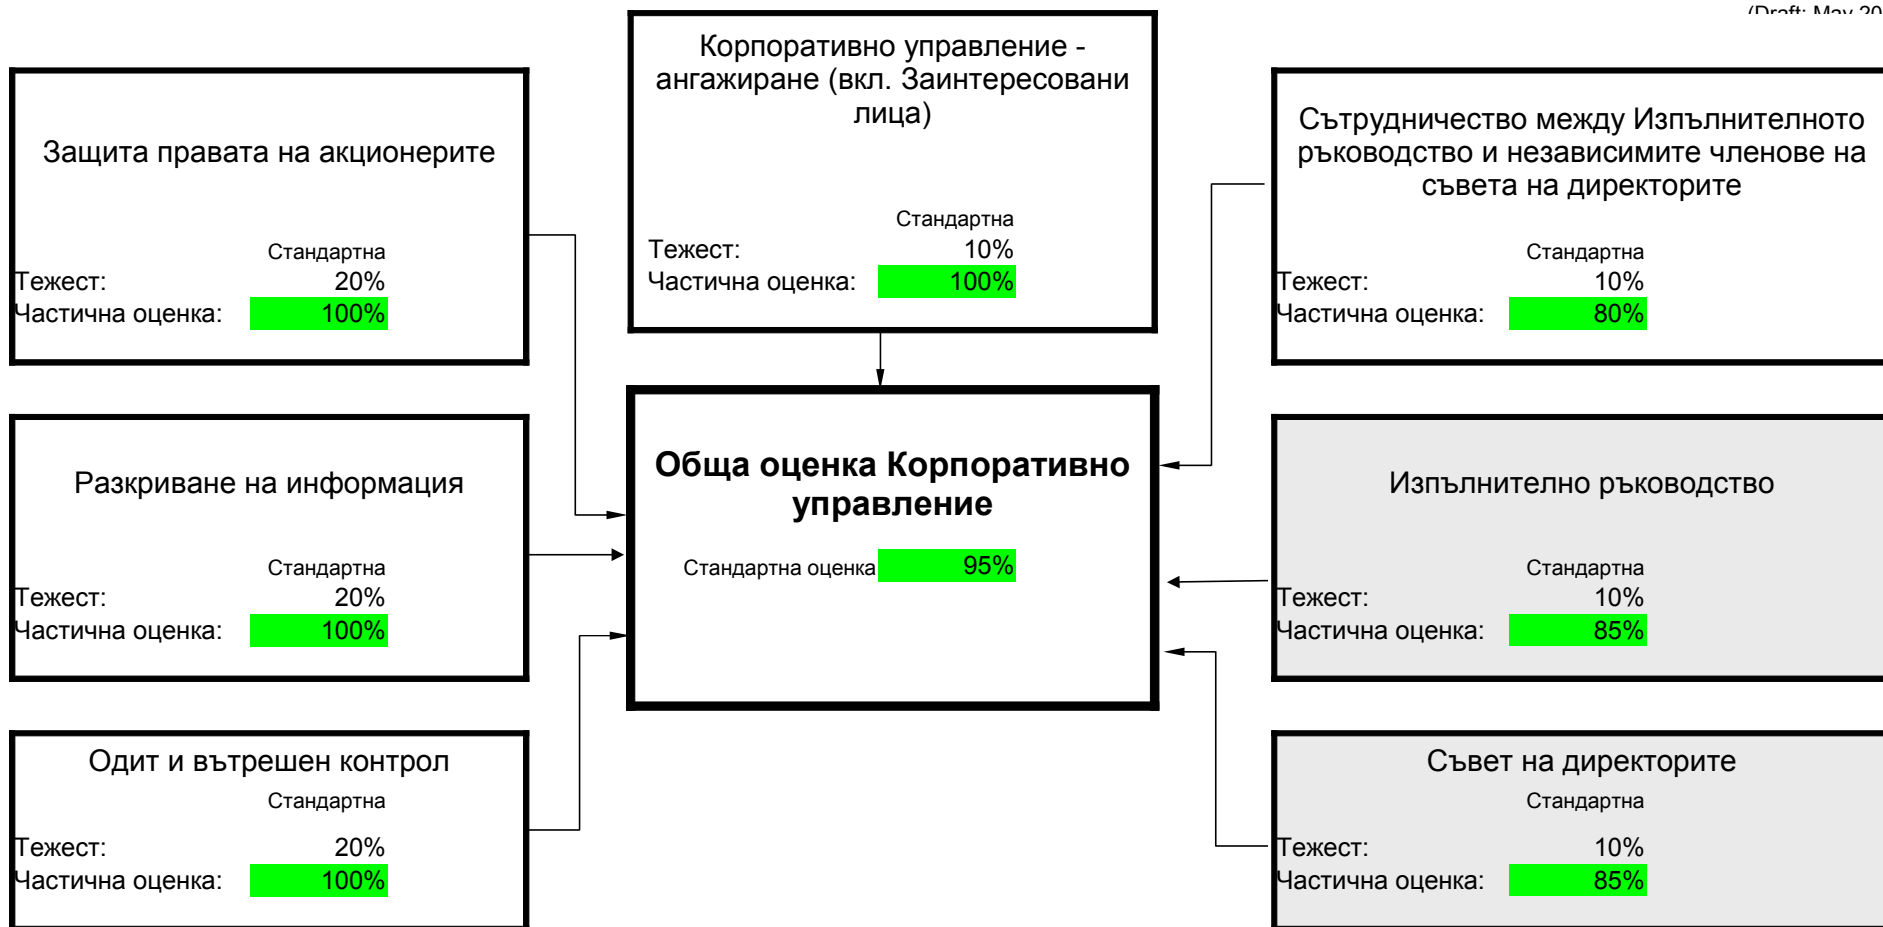 (Draft: May 20
Корпоративно управление -
ангажиране (вкл. Заинтересовани
лица)
Стандартна
Тежест: 10%
Частична оценка: 100%
Защита правата на акционерите
Стандартна
Тежест: 20%
Частична оценка: 100%
Сътрудничество между Изпълнителното
ръководство и независимите членове на
съвета на директорите
Стандартна
Тежест: 10%
Частична оценка: 80%
Разкриване на информация
Стандартна
Тежест: 20%
Частична оценка: 100%
Обща оценка Корпоративно
управление
Стандартна оценка 95%
Изпълнително ръководство
Стандартна
Тежест: 10%
Частична оценка: 85%
Одит и вътрешен контрол
Стандартна
Тежест: 20%
Частична оценка: 100%
Съвет на директорите
Стандартна
Тежест: 10%
Частична оценка: 85%